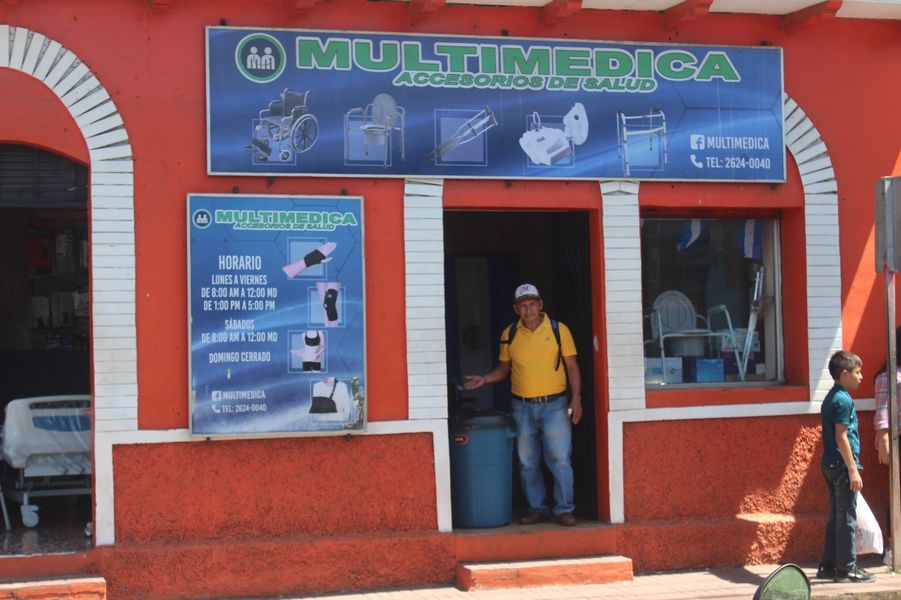 MULTIMEDICA
ACCESORIOS DE SALUD
MULTIMEDICA
TEL: 2624-0040
MULTIMEDICA
ACCESORIOS DE SALUD
HORARIO
LUNES A VIERNES
DE 8:00 AM A 12:00 MD
DE 1:00 PM A 5:00 PM
SÁBADOS
DE 8:00 AM A 12:00 MD
DOMINGO CERRADO
MULTIMEDICA
TEL: 2624-0040